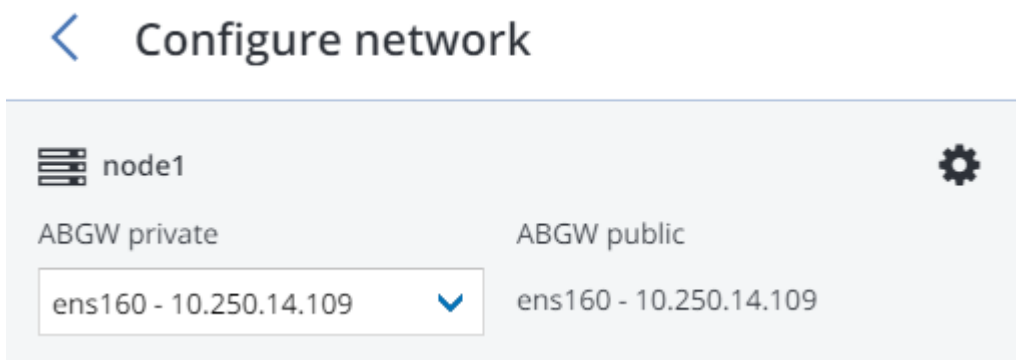 Configure network
node1
ABGW private
ABGW public
ens160 - 10.250.14.109
ens160 - 10.250.14.109